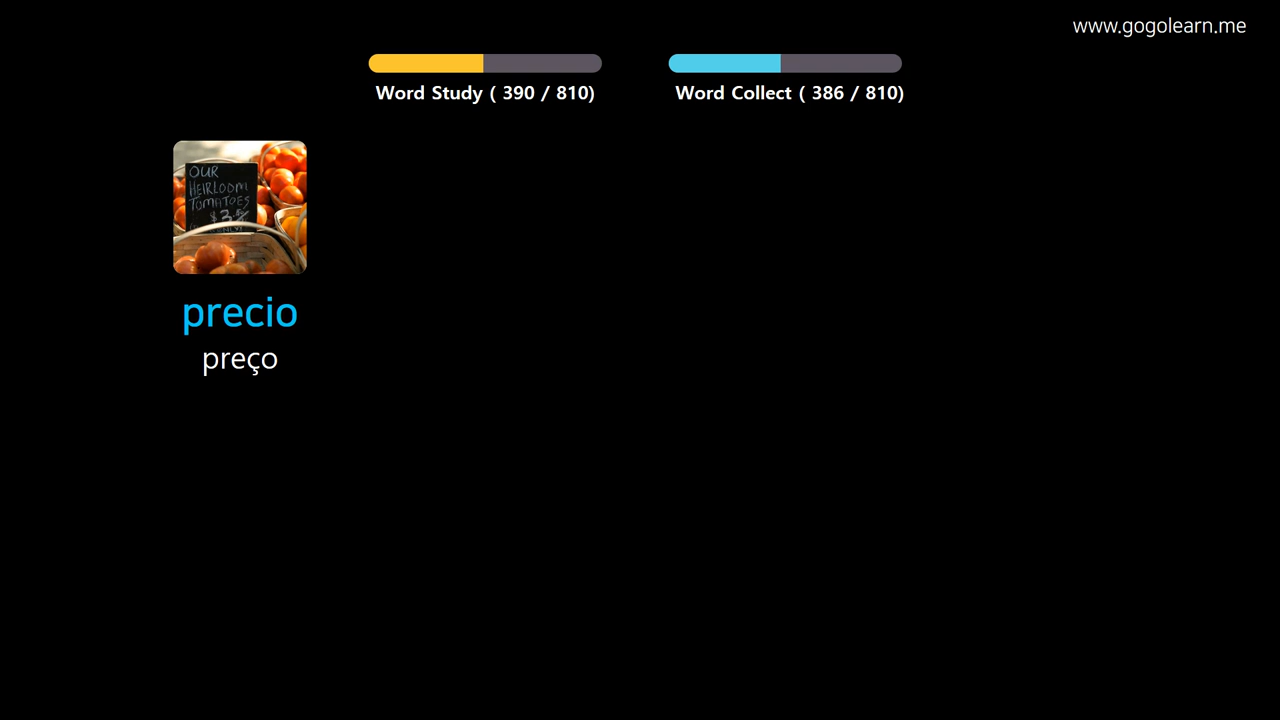 www.gogolearn.me
Word Study ( 390 / 810)
Word Collect ( 386 / 810)
OUR
HEIRLOOM
TOMATOES
precio
preço